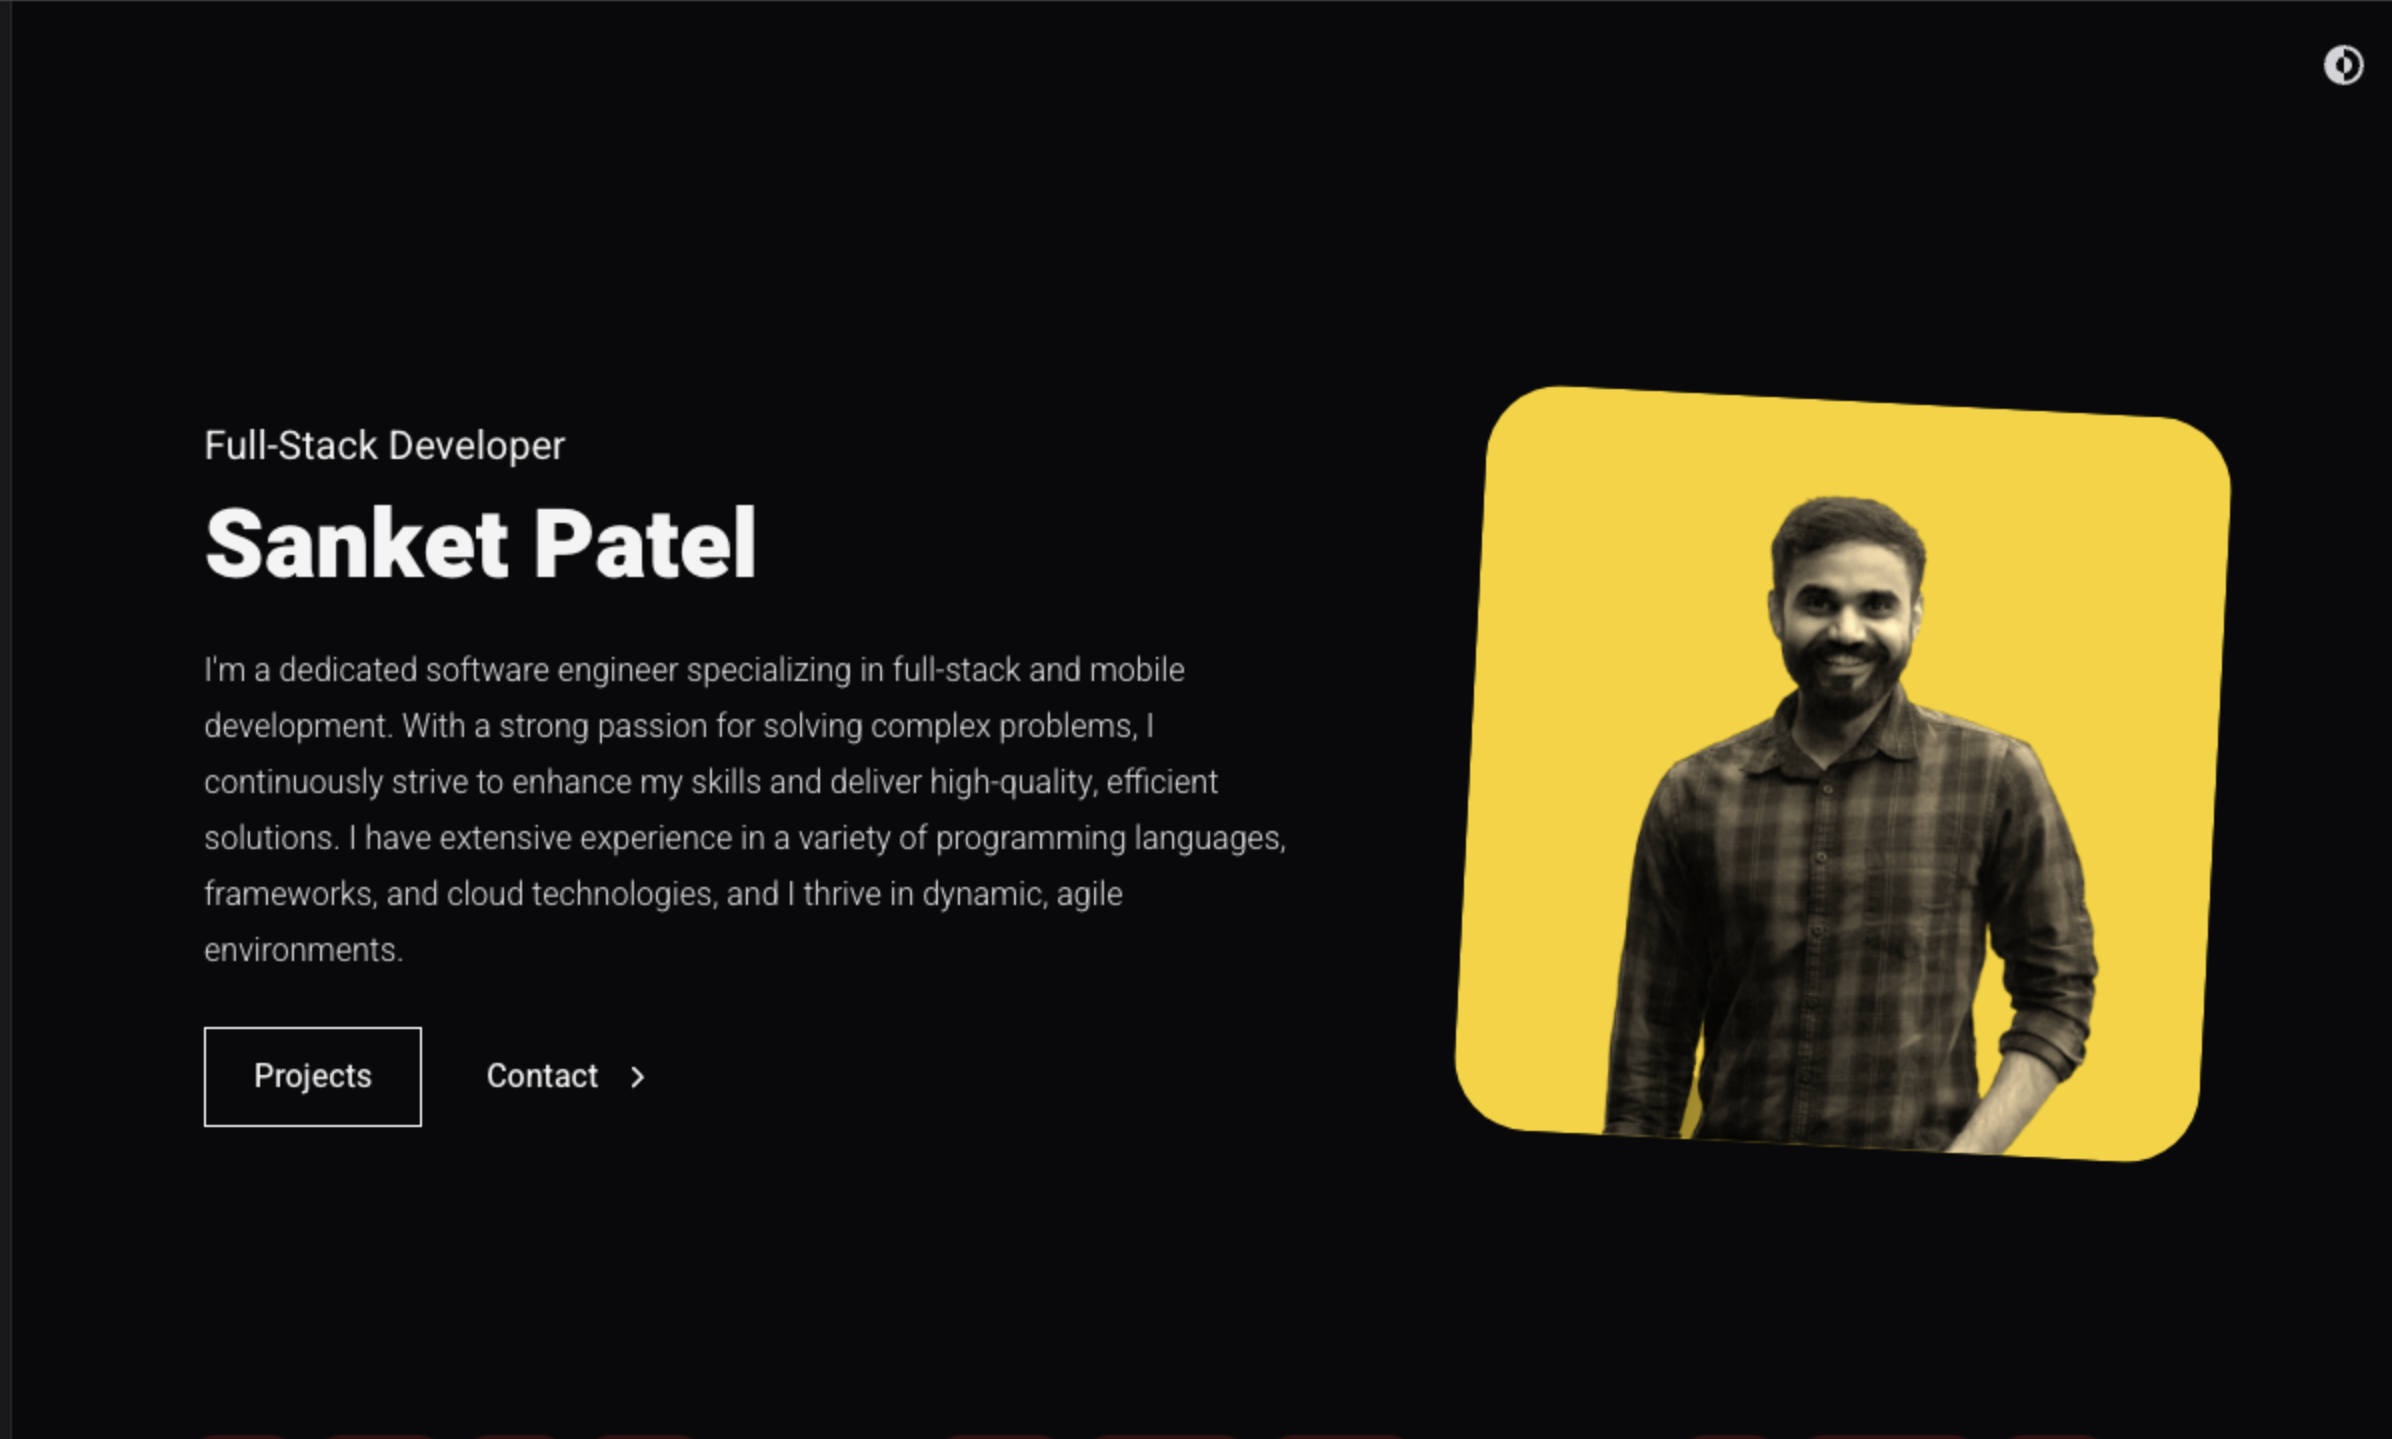 Full-Stack Developer
Sanket Patel
I'm a dedicated software engineer specializing in full-stack and mobile
development. With a strong passion for solving complex problems, I
continuously strive to enhance my skills and deliver high-quality, efficient
solutions. I have extensive experience in a variety of programming languages,
frameworks, and cloud technologies, and I thrive in dynamic, agile
environments.
Projects
Contact